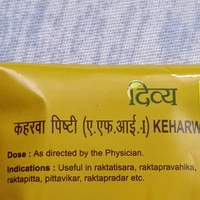 दिव्य
कहरवा पिष्टी (ए.एफ.आई.-I) KEHARW
Dose : As directed by the Physician.
Indications : Useful in raktatisara, raktapravahika,
raktapitta, pittavikar, raktapradar etc.